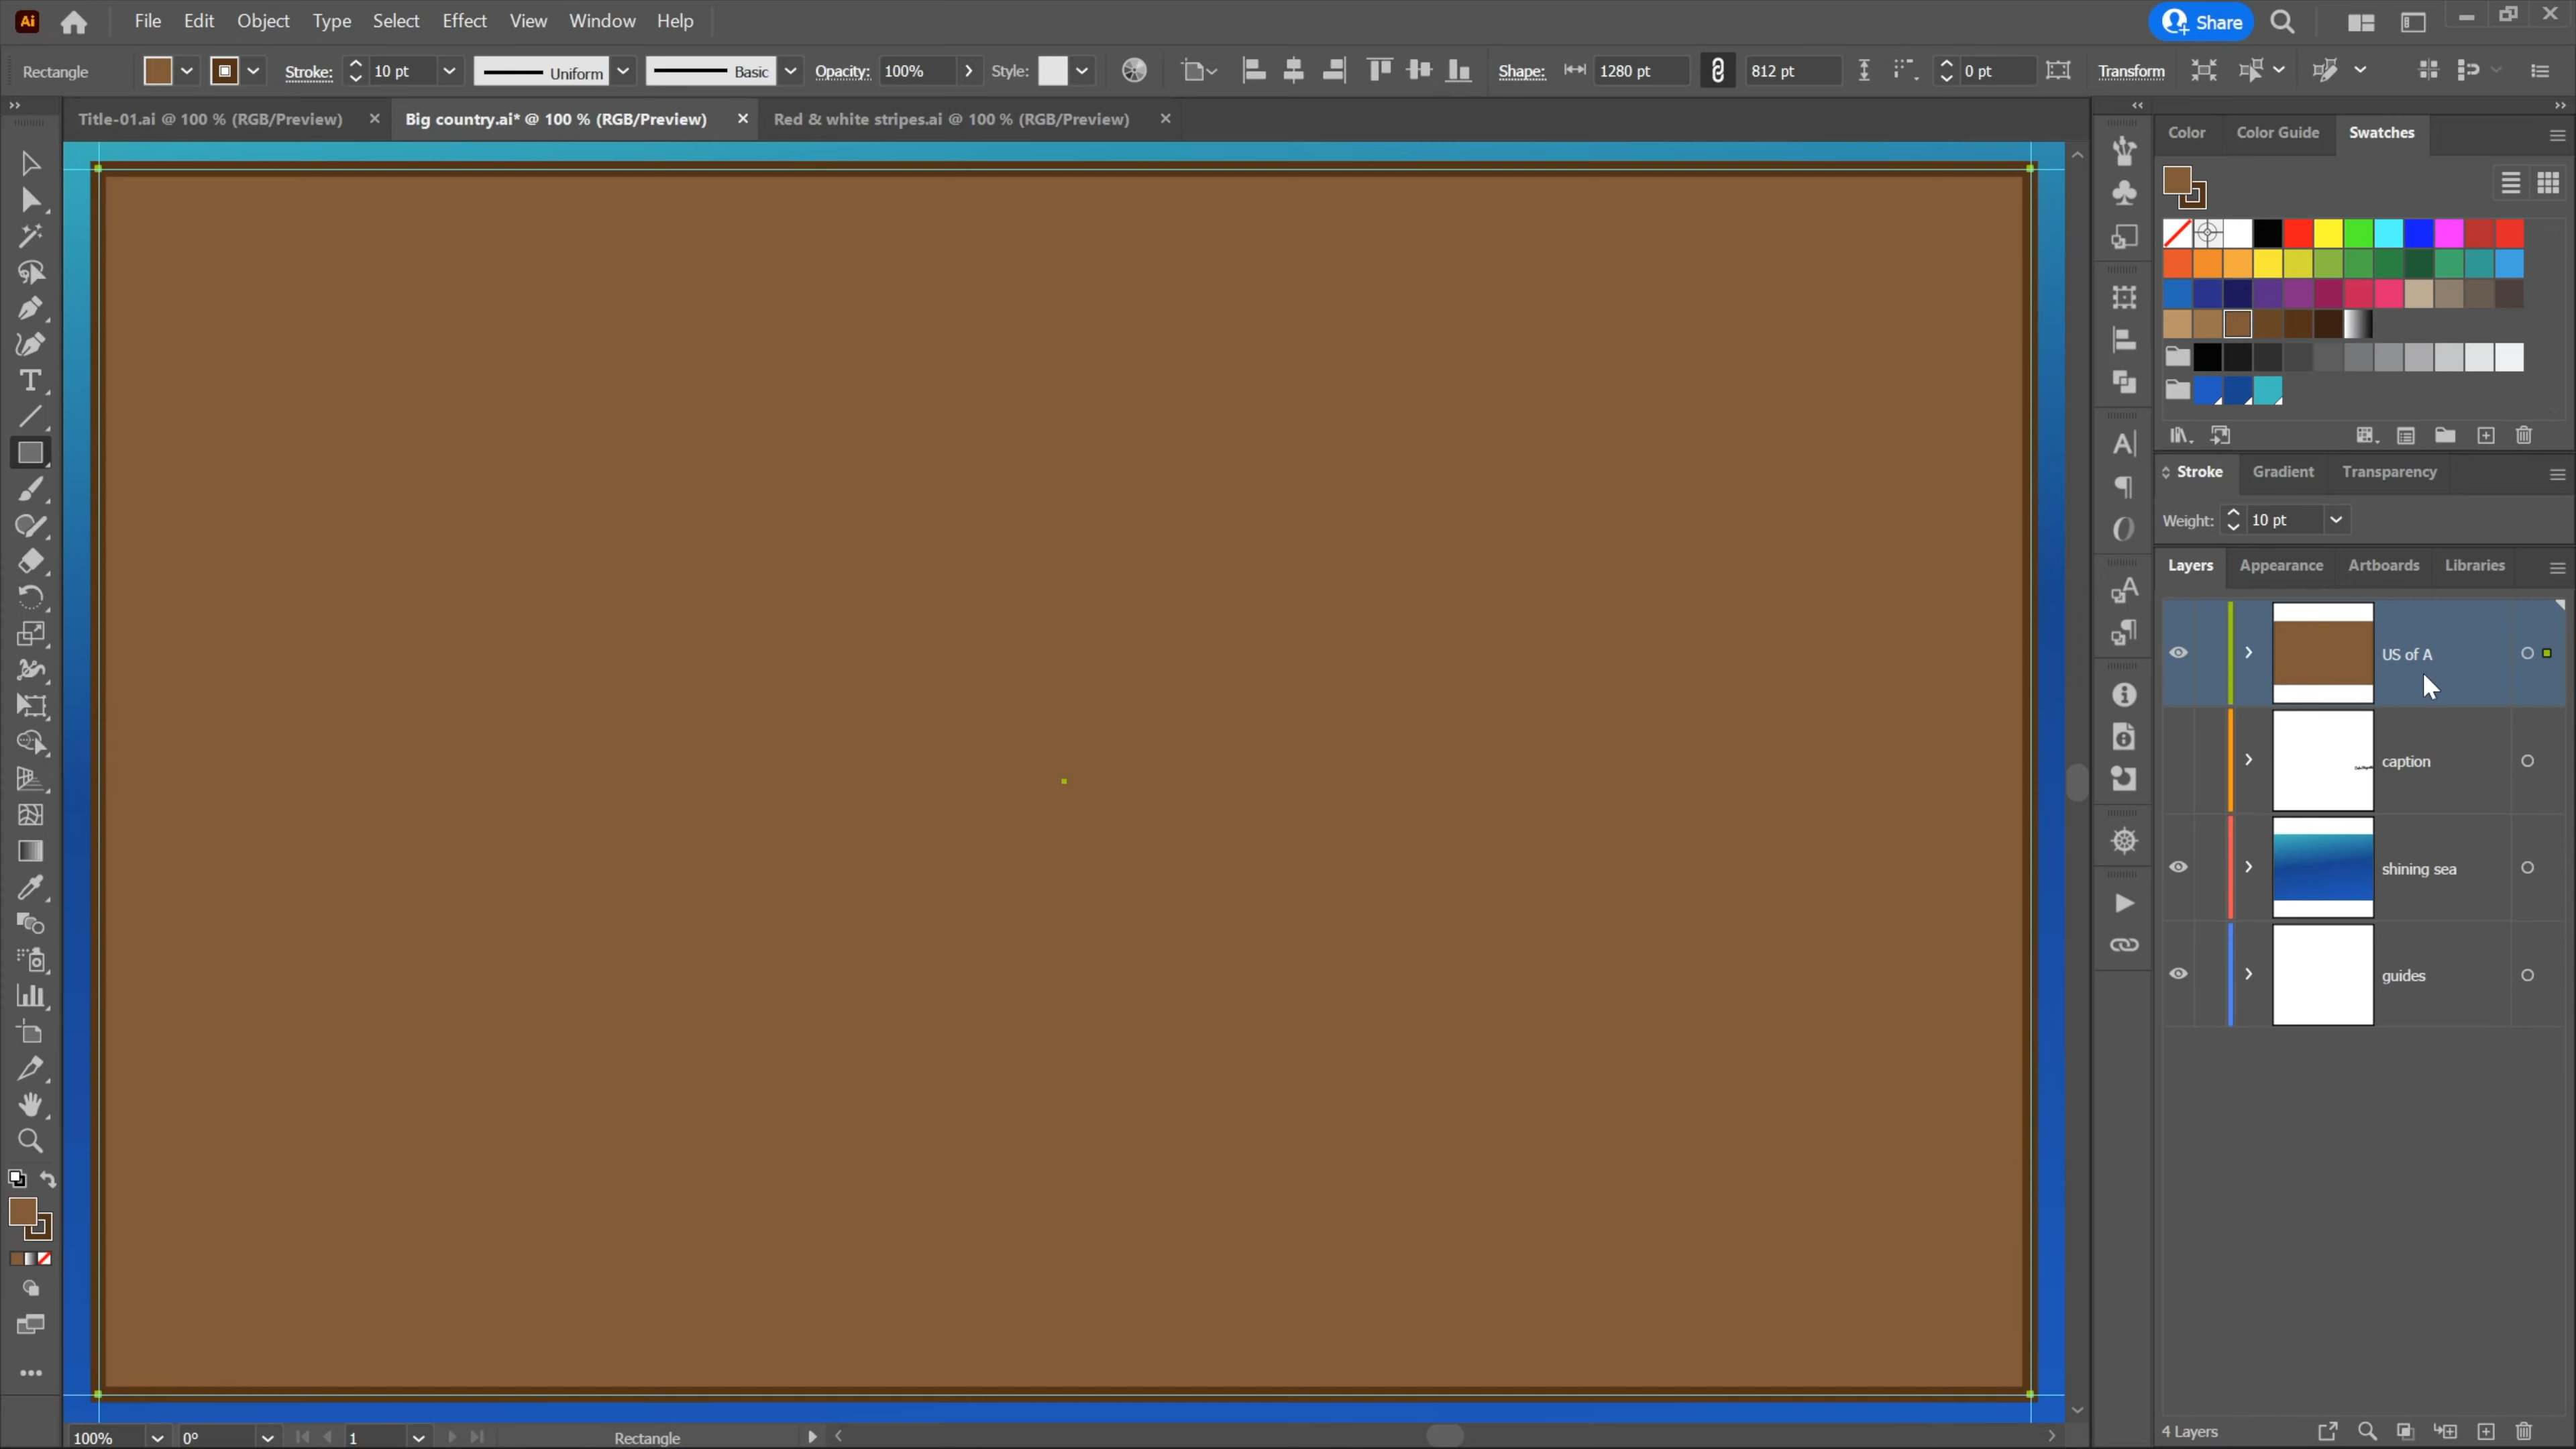 Ai File Edit Object Type Select Effect View Window Help Share
Rectangle Stroke: 10 pt Uniform Basic Opacity: 100% Style: Shape: 1280 pt 812 pt 0 pt Transform
Title-01.ai @ 100 % (RGB/Preview) Big country.ai* @ 100 % (RGB/Preview) Red & white stripes.ai @ 100 % (RGB/Preview)
Color Color Guide Swatches
Stroke Gradient Transparency
Weight: 10 pt
Layers Appearance Artboards Libraries
US of A
caption
shining sea
guides
4 Layers
100% 0° 1 Rectangle